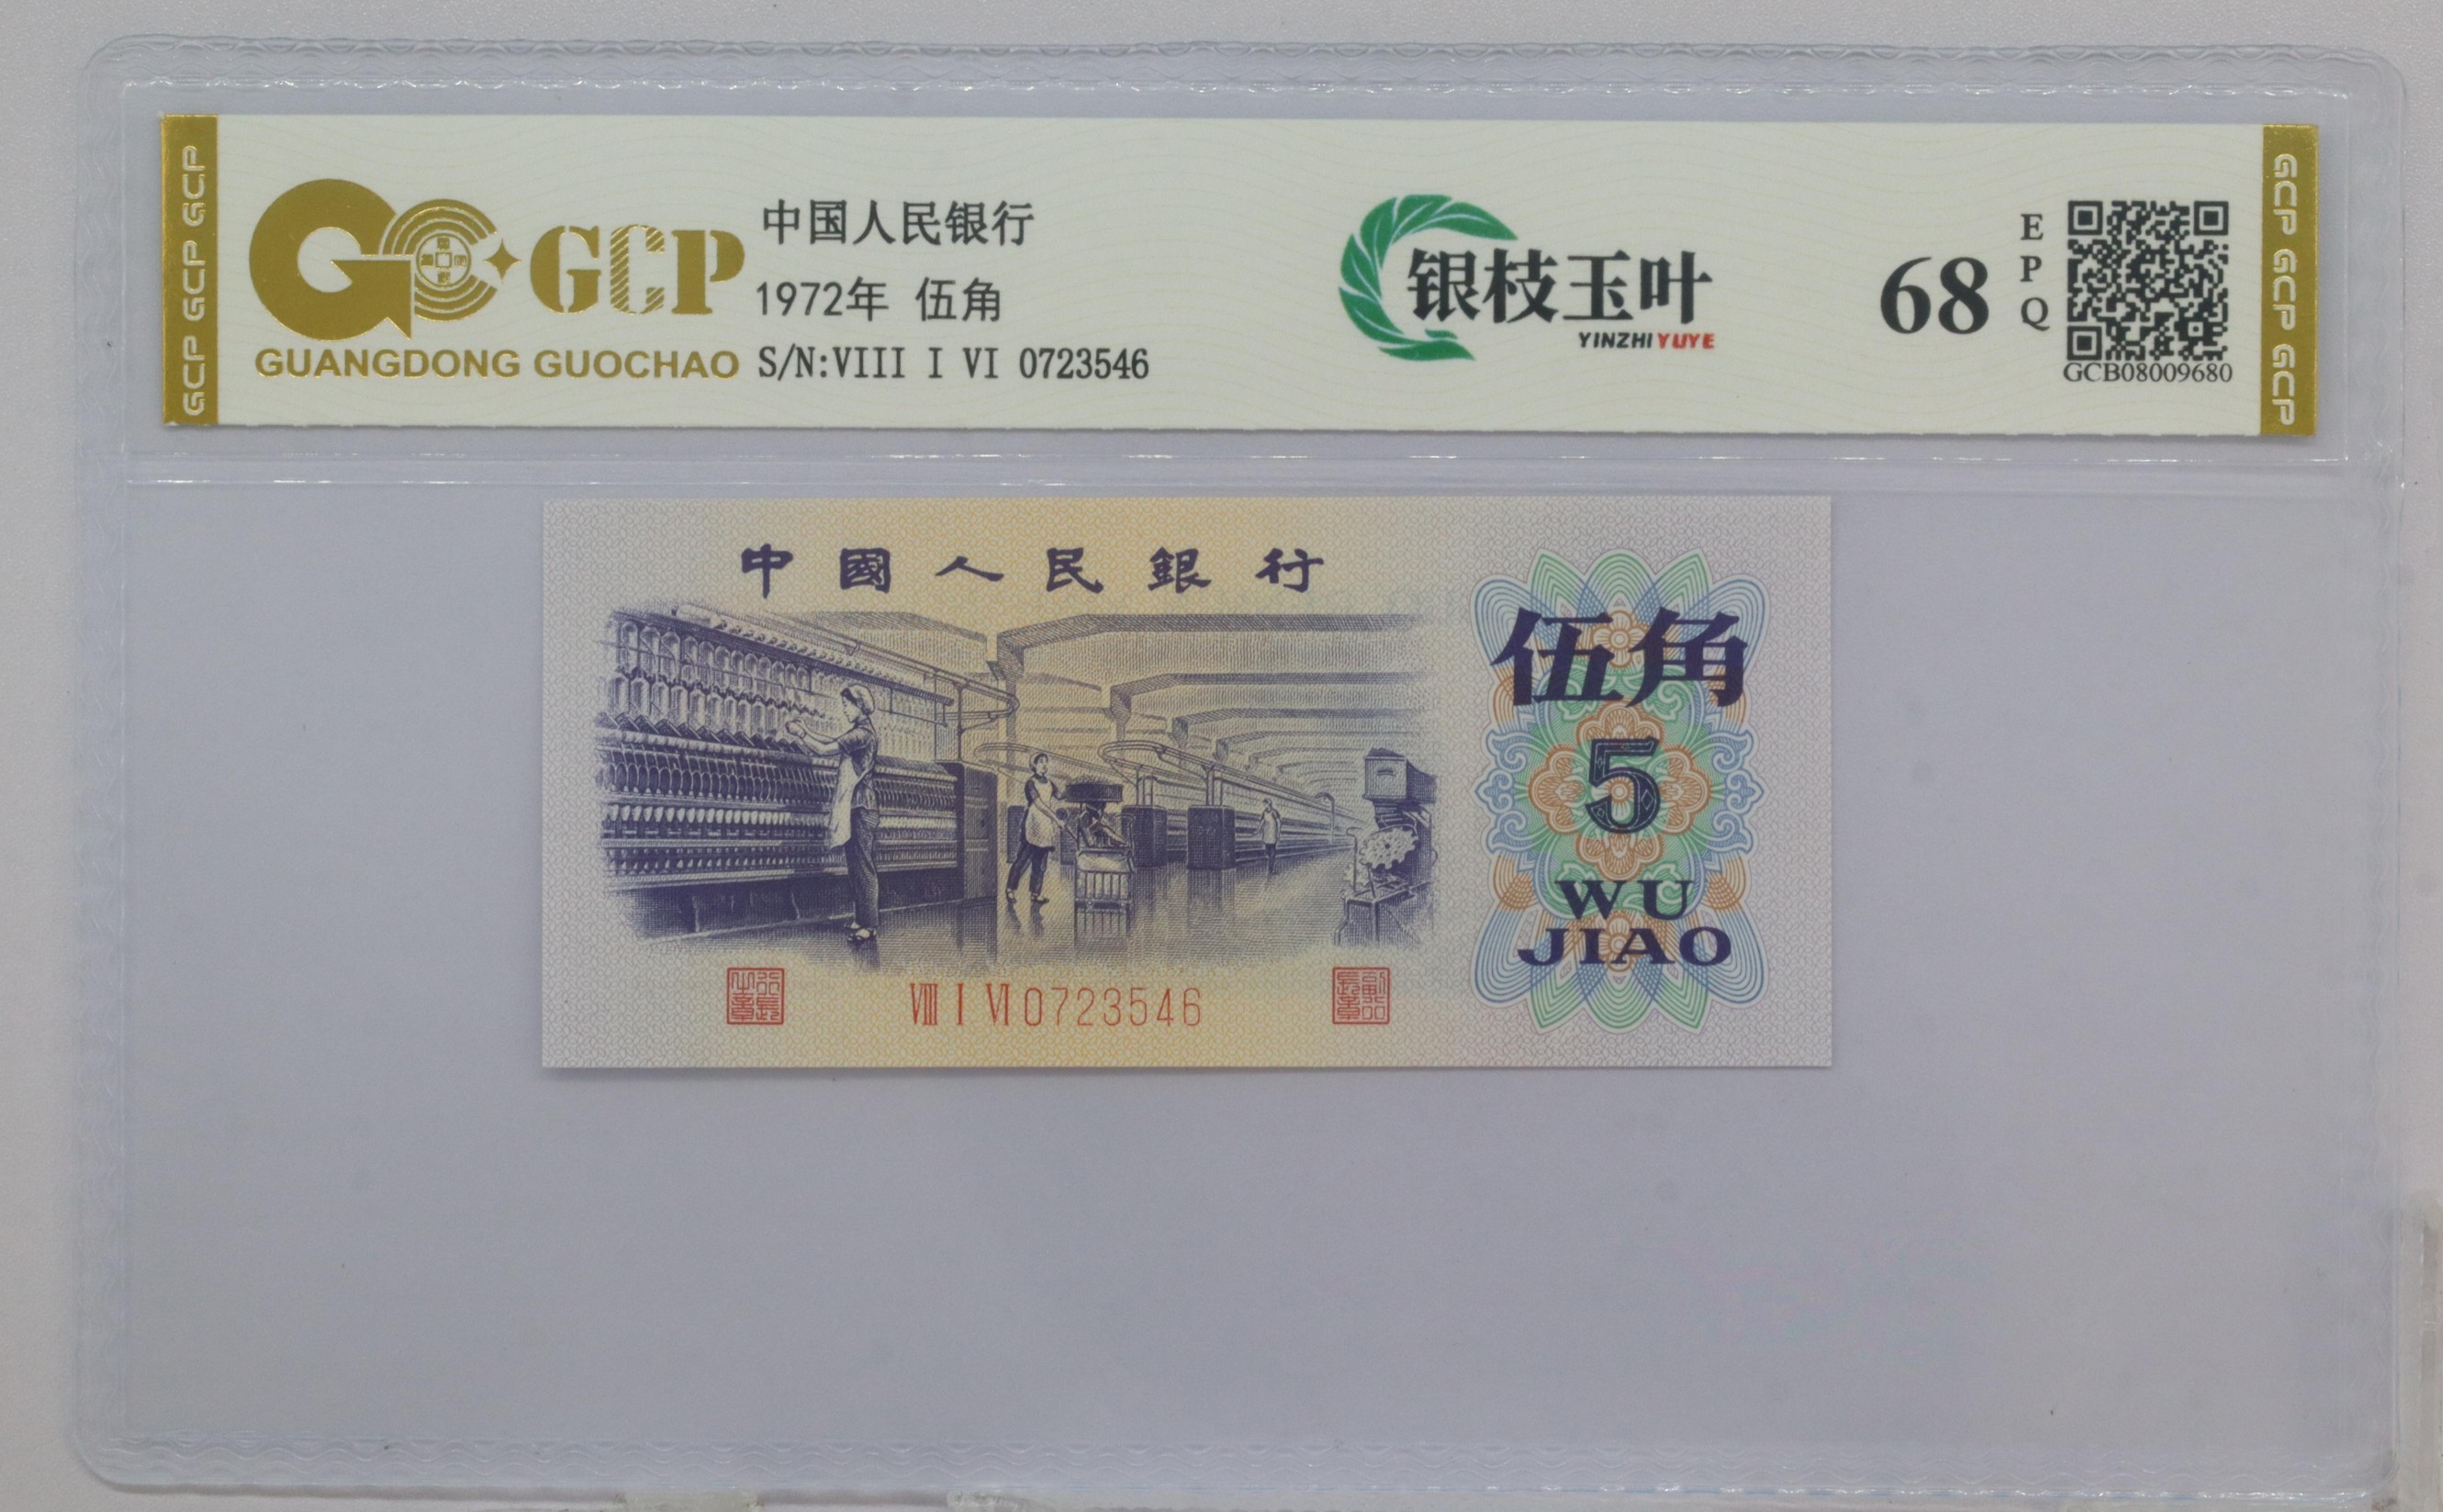 GCP GCP GCP
GCP
GUANGDONG GUOCHAO
中国人民银行
1972年 伍角
S/N:VIII I VI 0723546
银枝玉叶
YINZHI YUYE
68
EPQ
GCB08009680
GCP GCP GCP
中國人民銀行
伍角
5
WU
JIAO
VIII I VI 0723546